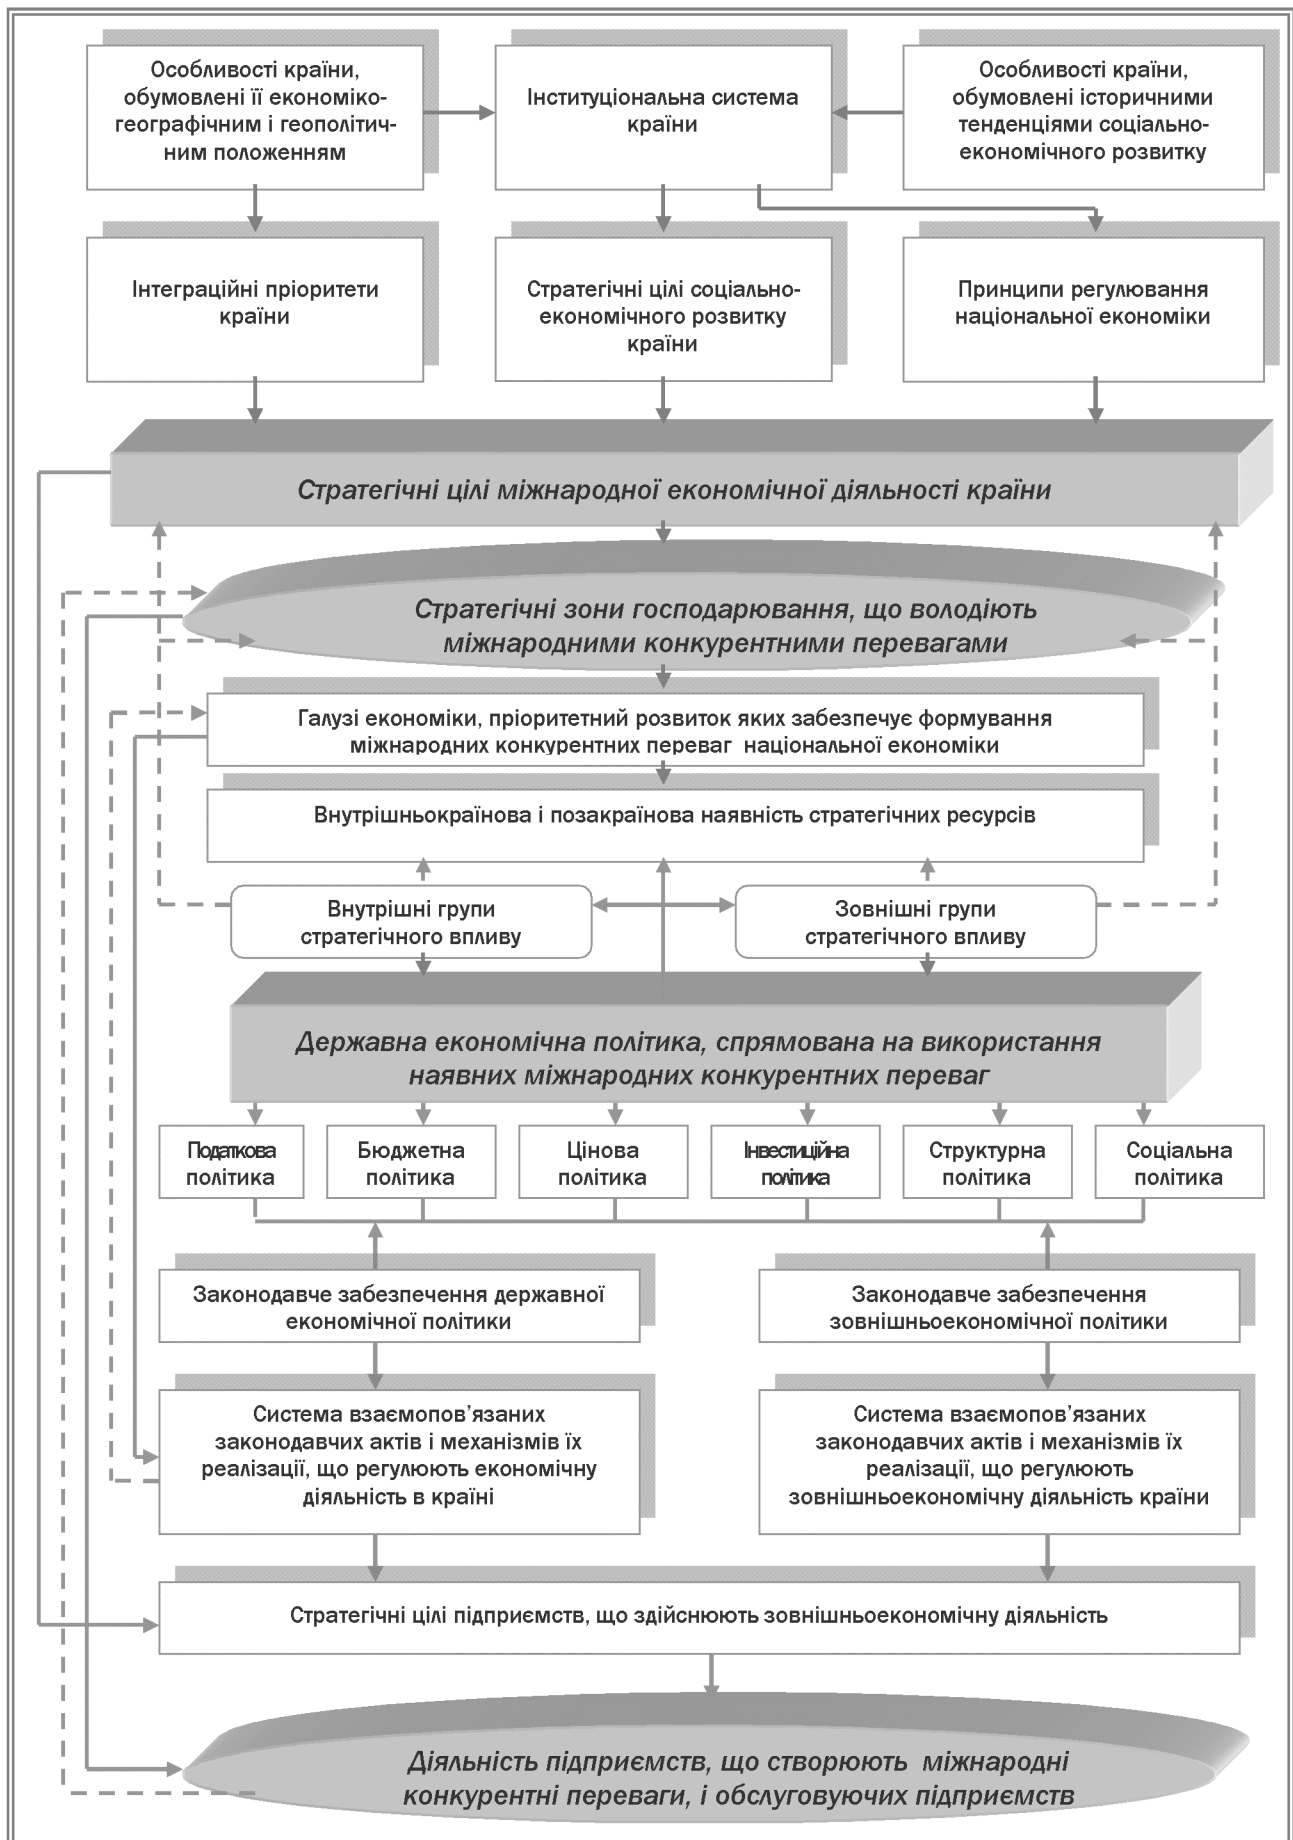 Особливості країни,
обумовлені її економіко-
географічним і геополітич-
ним положенням
Інституціональна система
країни
Особливості країни,
обумовлені історичними
тенденціями соціально-
економічного розвитку
Інтеграційні пріоритети
країни
Стратегічні цілі соціально-
економічного розвитку
країни
Принципи регулювання
національної економіки
Стратегічні цілі міжнародної економічної діяльності країни
Стратегічні зони господарювання, що володіють
міжнародними конкурентними перевагами
Галузі економіки, пріоритетний розвиток яких забезпечує формування
міжнародних конкурентних переваг національної економіки
Внутрішньокраїнова і позакраїнова наявність стратегічних ресурсів
Внутрішні групи
стратегічного впливу
Зовнішні групи
стратегічного впливу
Державна економічна політика, спрямована на використання
наявних міжнародних конкурентних переваг
Податкова
політика
Бюджетна
політика
Цінова
політика
Інвестиційна
політика
Структурна
політика
Соціальна
політика
Законодавче забезпечення державної
економічної політики
Законодавче забезпечення
зовнішньоекономічної політики
Система взаємопов’язаних
законодавчих актів і механізмів їх
реалізації, що регулюють економічну
діяльність в країні
Система взаємопов’язаних
законодавчих актів і механізмів їх
реалізації, що регулюють
зовнішньоекономічну діяльність країни
Стратегічні цілі підприємств, що здійснюють зовнішньоекономічну діяльність
Діяльність підприємств, що створюють міжнародні
конкурентні переваги, і обслуговуючих підприємств